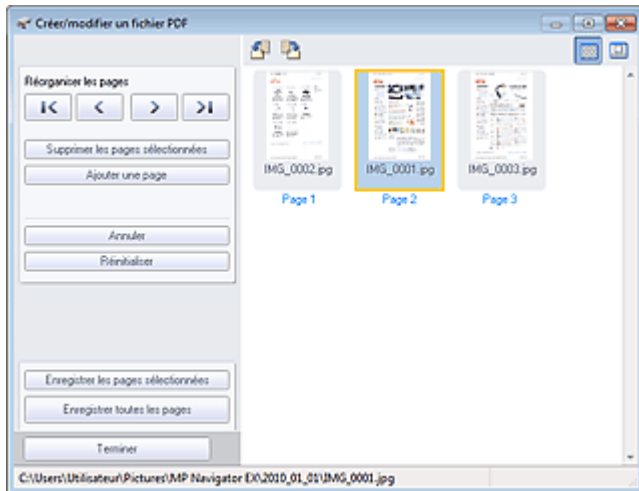 Créer/modifier un fichier PDF
Réorganiser les pages
Supprimer les pages sélectionnées
Ajouter une page
Annuler
Réinitialiser
Enregistrer les pages sélectionnées
Enregistrer toutes les pages
Terminer
IMG_0002.jpg
IMG_0001.jpg
IMG_0003.jpg
Page 1
Page 2
Page 3
C:\Users\Utilisateur\Pictures\MP Navigator EX\2010_01_01\IMG_0001.jpg